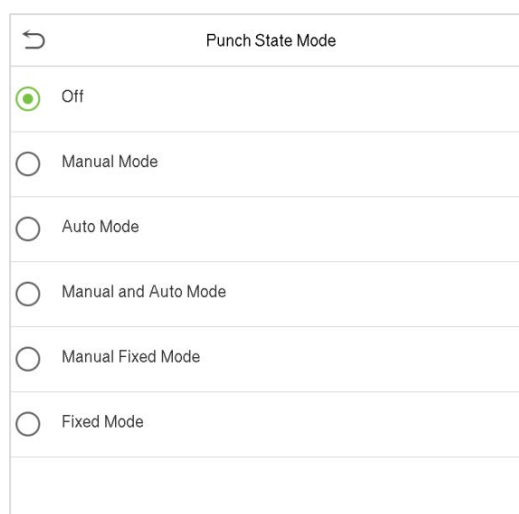 Punch State Mode
Off
Manual Mode
Auto Mode
Manual and Auto Mode
Manual Fixed Mode
Fixed Mode